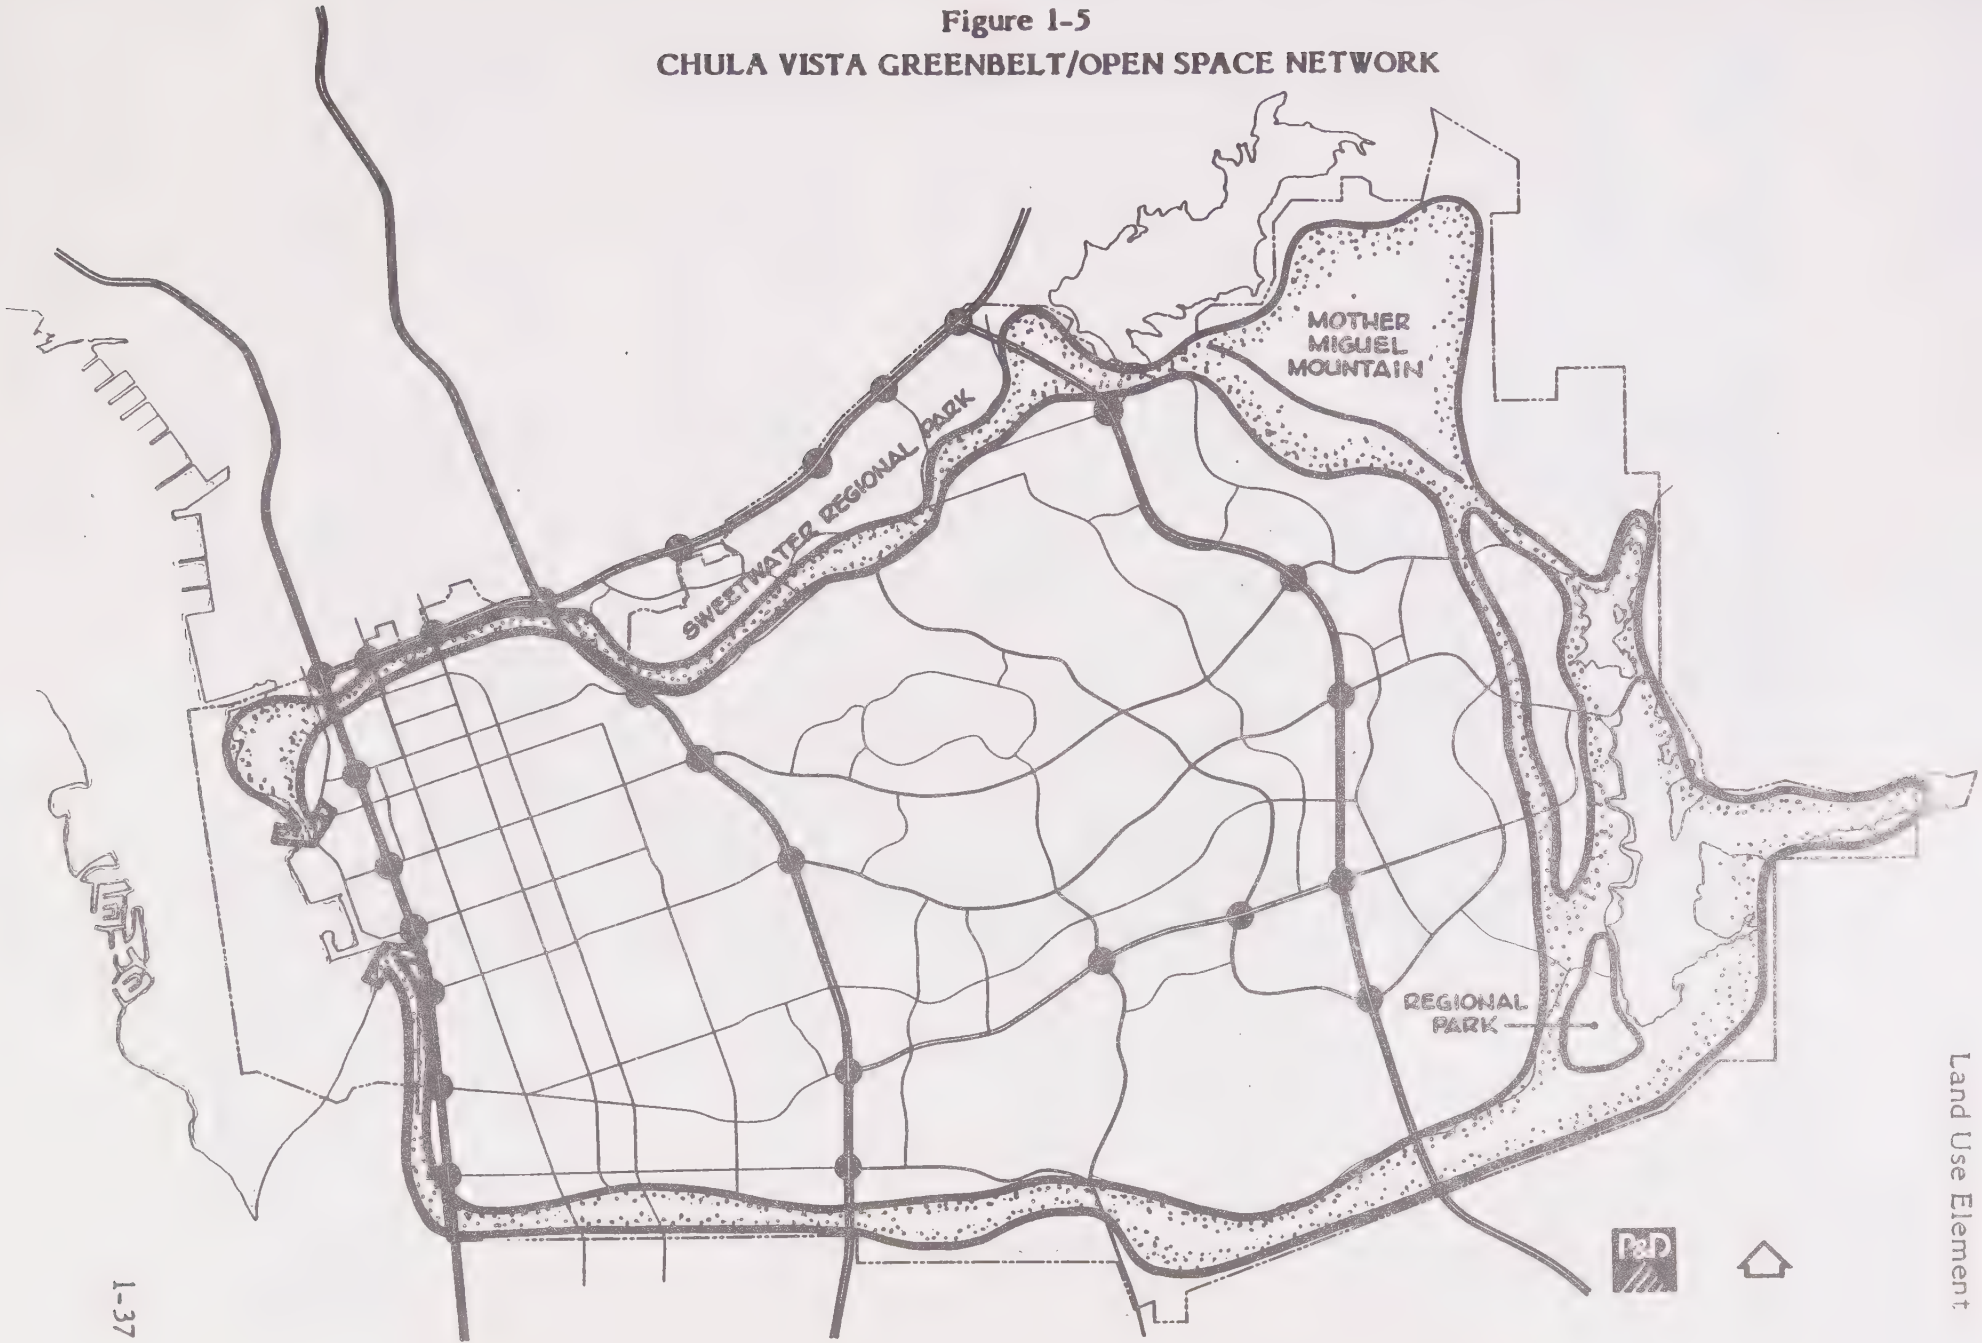 Figure 1-5
CHULA VISTA GREENBELT/OPEN SPACE NETWORK
MOTHER
MIGUEL
MOUNTAIN
SWEETWATER REGIONAL PARK
REGIONAL
PARK
P&D
Land Use Element
1-37